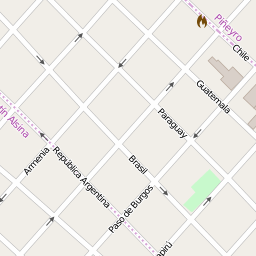 Piñeyro
Chile
Guatemala
Paraguay
Alsina
Armenia
República Argentina
Brasil
Paso de Burgos